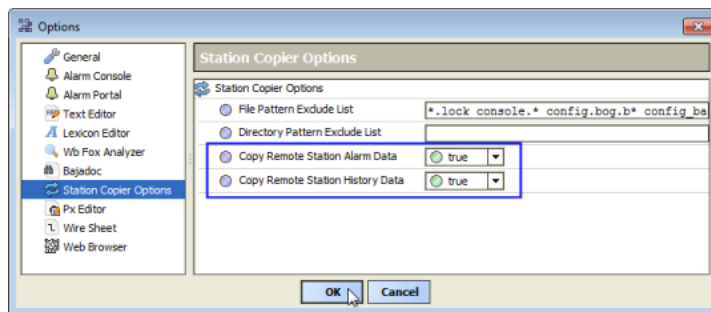 Options
General
Alarm Console
Alarm Portal
Text Editor
Lexicon Editor
Wb Fox Analyzer
Bajadoc
Station Copier Options
Px Editor
Wire Sheet
Web Browser
Station Copier Options
Station Copier Options
File Pattern Exclude List *.lock console.* config.bog.b* config_ba
Directory Pattern Exclude List
Copy Remote Station Alarm Data true
Copy Remote Station History Data true
OK Cancel